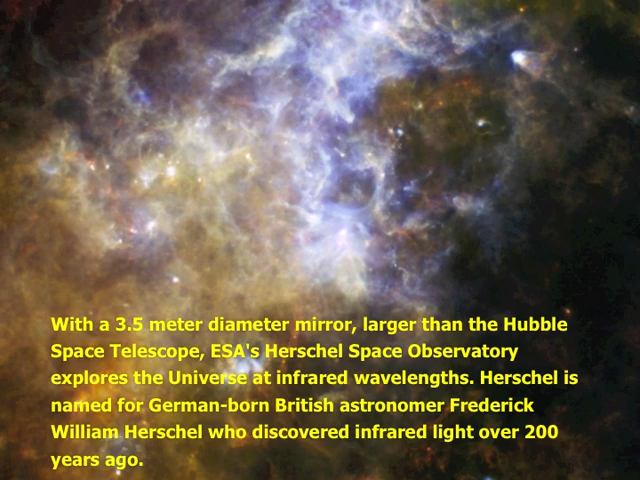 With a 3.5 meter diameter mirror, larger than the Hubble
Space Telescope, ESA's Herschel Space Observatory
explores the Universe at infrared wavelengths. Herschel is
named for German-born British astronomer Frederick
William Herschel who discovered infrared light over 200
years ago.